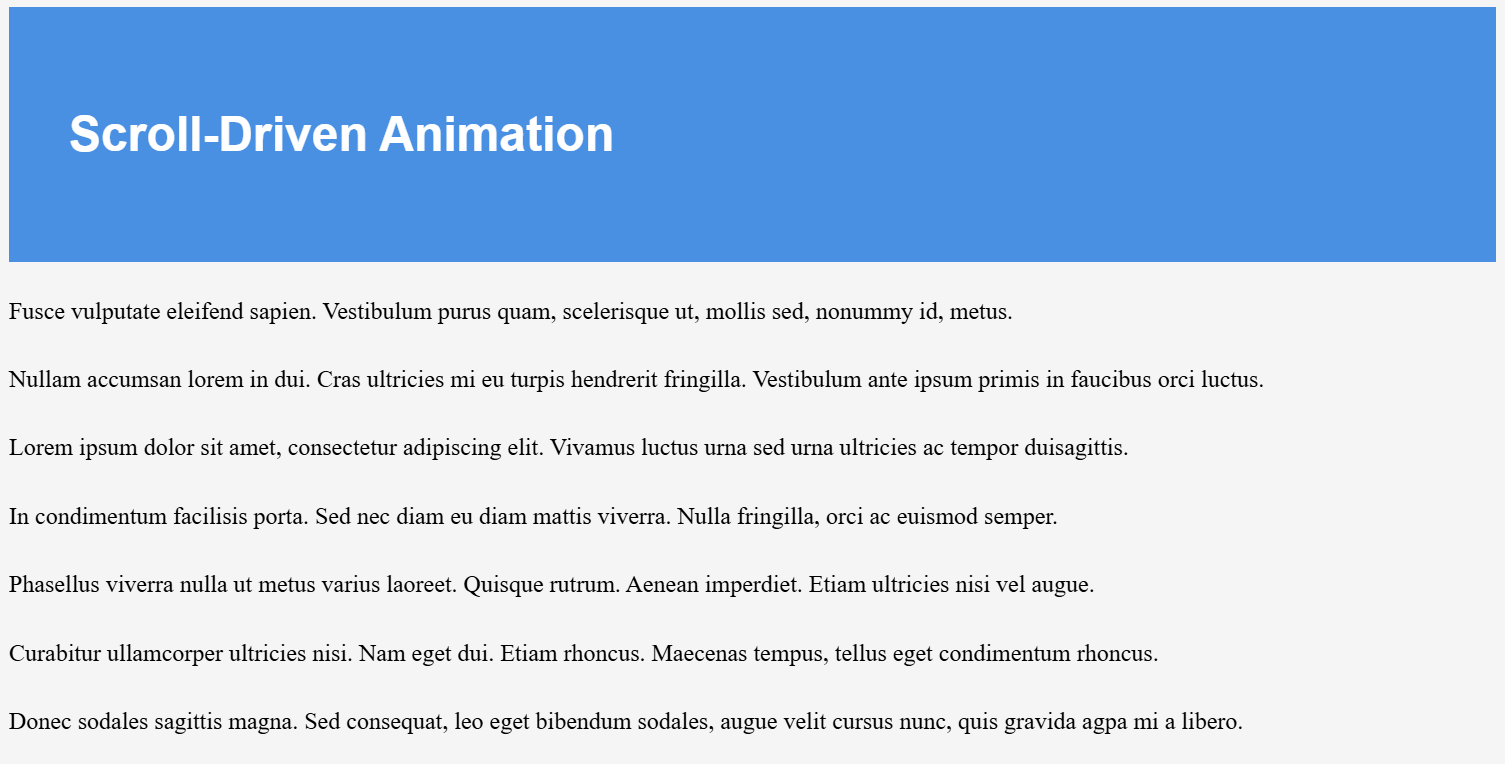 Scroll-Driven Animation
Fusce vulputate eleifend sapien. Vestibulum purus quam, scelerisque ut, mollis sed, nonummy id, metus.
Nullam accumsan lorem in dui. Cras ultricies mi eu turpis hendrerit fringilla. Vestibulum ante ipsum primis in faucibus orci luctus.
Lorem ipsum dolor sit amet, consectetur adipiscing elit. Vivamus luctus urna sed urna ultricies ac tempor duisagittis.
In condimentum facilisis porta. Sed nec diam eu diam mattis viverra. Nulla fringilla, orci ac euismod semper.
Phasellus viverra nulla ut metus varius laoreet. Quisque rutrum. Aenean imperdiet. Etiam ultricies nisi vel augue.
Curabitur ullamcorper ultricies nisi. Nam eget dui. Etiam rhoncus. Maecenas tempus, tellus eget condimentum rhoncus.
Donec sodales sagittis magna. Sed consequat, leo eget bibendum sodales, augue velit cursus nunc, quis gravida agpa mi a libero.